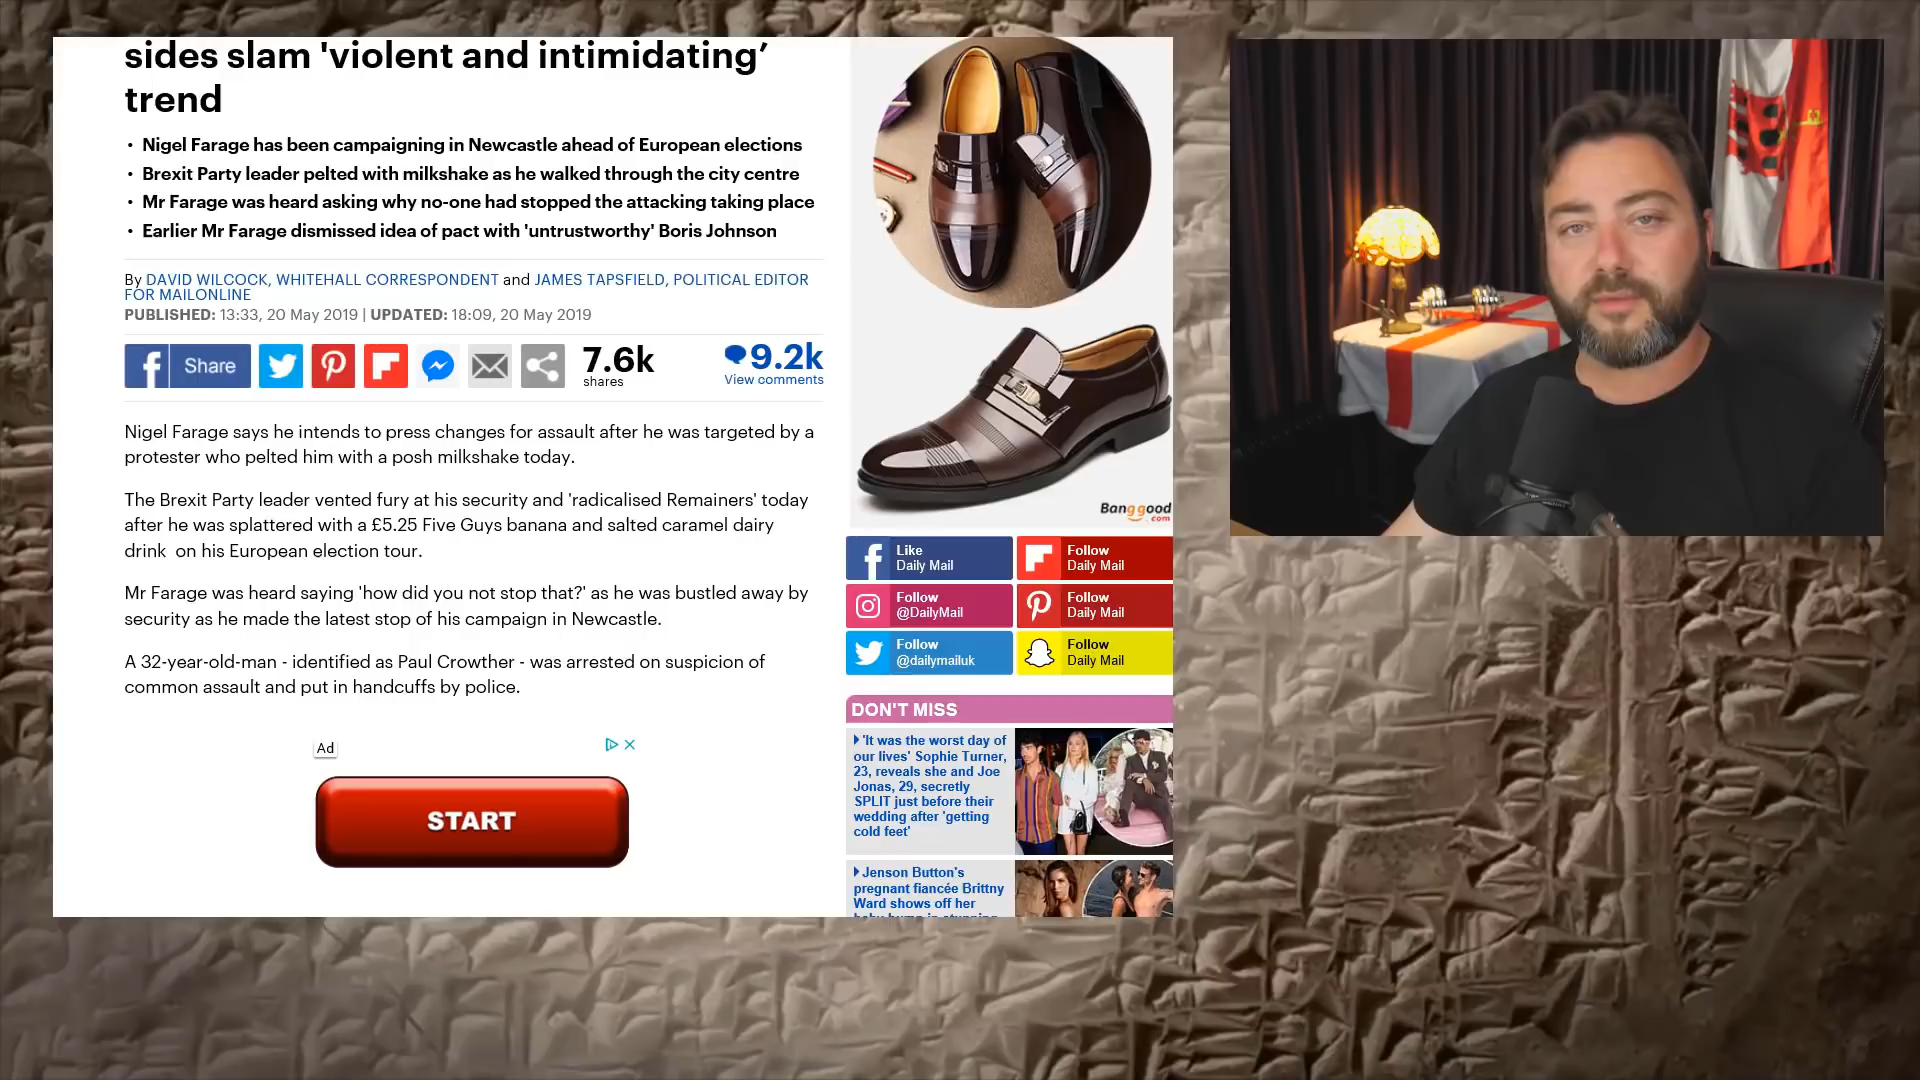 sides slam 'violent and intimidating'
trend
• Nigel Farage has been campaigning in Newcastle ahead of European elections
• Brexit Party leader pelted with milkshake as he walked through the city centre
• Mr Farage was heard asking why no-one had stopped the attacking taking place
• Earlier Mr Farage dismissed idea of pact with 'untrustworthy' Boris Johnson
By DAVID WILCOCK, WHITEHALL CORRESPONDENT and JAMES TAPSFIELD, POLITICAL EDITOR
FOR MAILONLINE
PUBLISHED: 13:33, 20 May 2019 | UPDATED: 18:09, 20 May 2019
Share
7.6k
shares
9.2k
View comments
Nigel Farage says he intends to press changes for assault after he was targeted by a
protester who pelted him with a posh milkshake today.
The Brexit Party leader vented fury at his security and 'radicalised Remainers' today
after he was splattered with a £5.25 Five Guys banana and salted caramel dairy
drink on his European election tour.
Mr Farage was heard saying 'how did you not stop that?' as he was bustled away by
security as he made the latest stop of his campaign in Newcastle.
A 32-year-old-man - identified as Paul Crowther - was arrested on suspicion of
common assault and put in handcuffs by police.
Ad
START
Banggood
.com
Like
Daily Mail
Follow
Daily Mail
Follow
@DailyMail
Follow
Daily Mail
Follow
@dailymailuk
Follow
Daily Mail
DON'T MISS
'It was the worst day of
our lives' Sophie Turner,
23, reveals she and Joe
Jonas, 29, secretly
SPLIT just before their
wedding after 'getting
cold feet'
Jenson Button's
pregnant fiancée Brittny
Ward shows off her